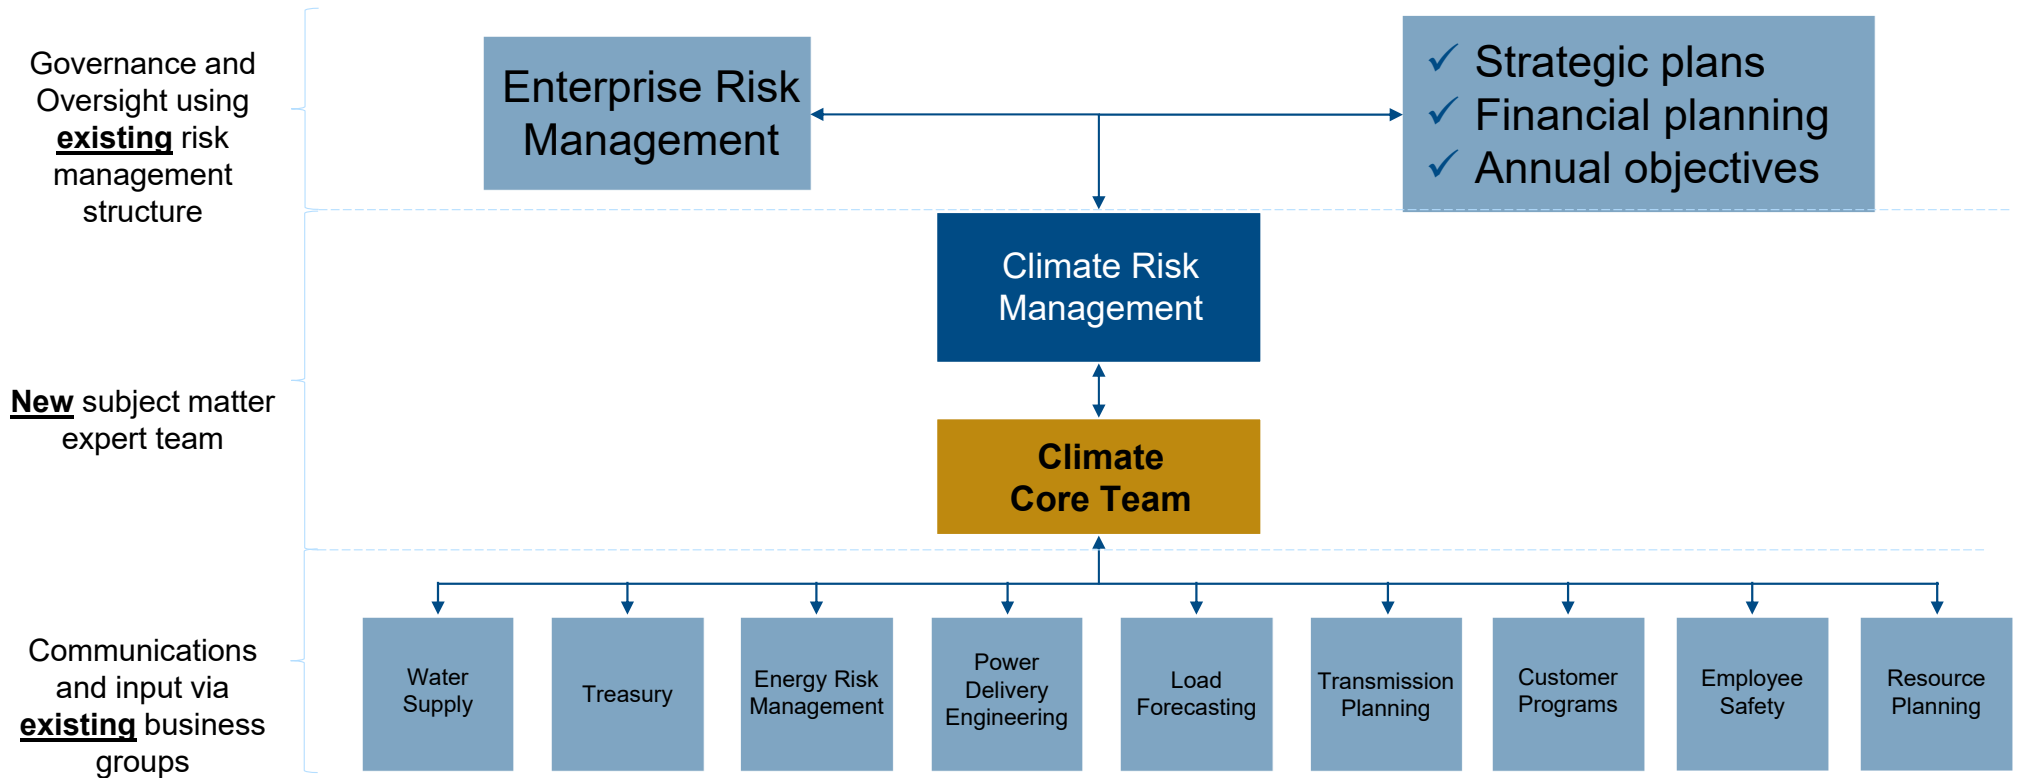 Governance and
Oversight using
existing risk
management
structure
Enterprise Risk
Management
✓ Strategic plans
✓ Financial planning
✓ Annual objectives
Climate Risk
Management
New subject matter
expert team
Climate
Core Team
Communications
and input via
existing business
groups
Water
Supply
Treasury
Energy Risk
Management
Power
Delivery
Engineering
Load
Forecasting
Transmission
Planning
Customer
Programs
Employee
Safety
Resource
Planning